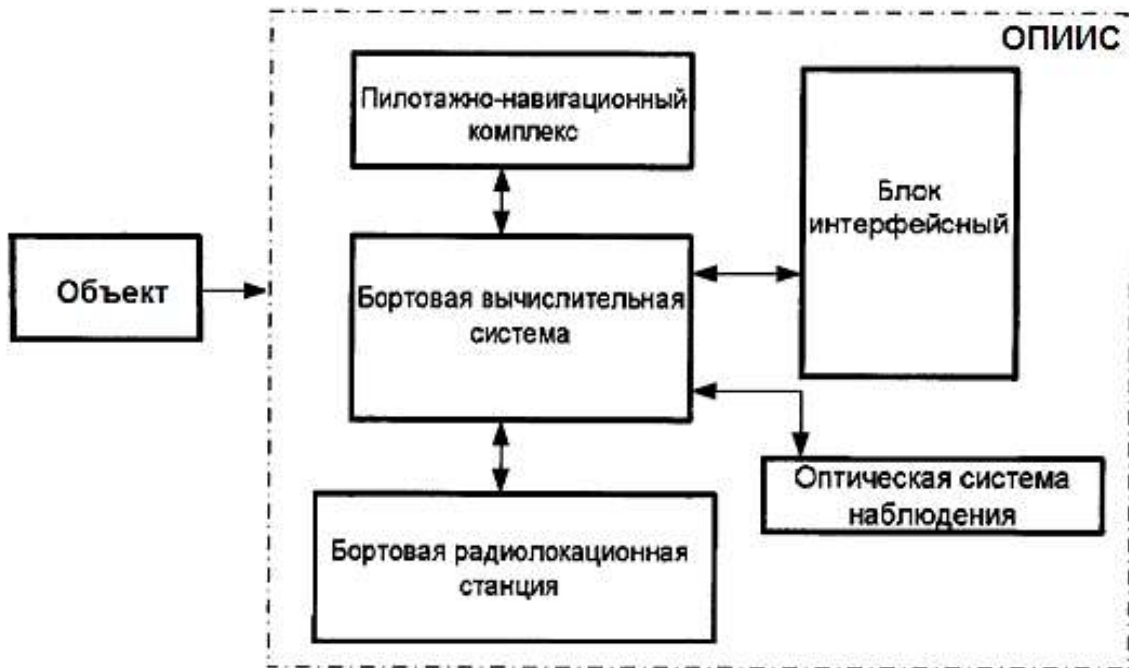 ОПИИС
Пилотажно-навигационный
комплекс
Блок
интерфейсный
Объект
Бортовая вычислительная
система
Оптическая система
наблюдения
Бортовая радиолокационная
станция